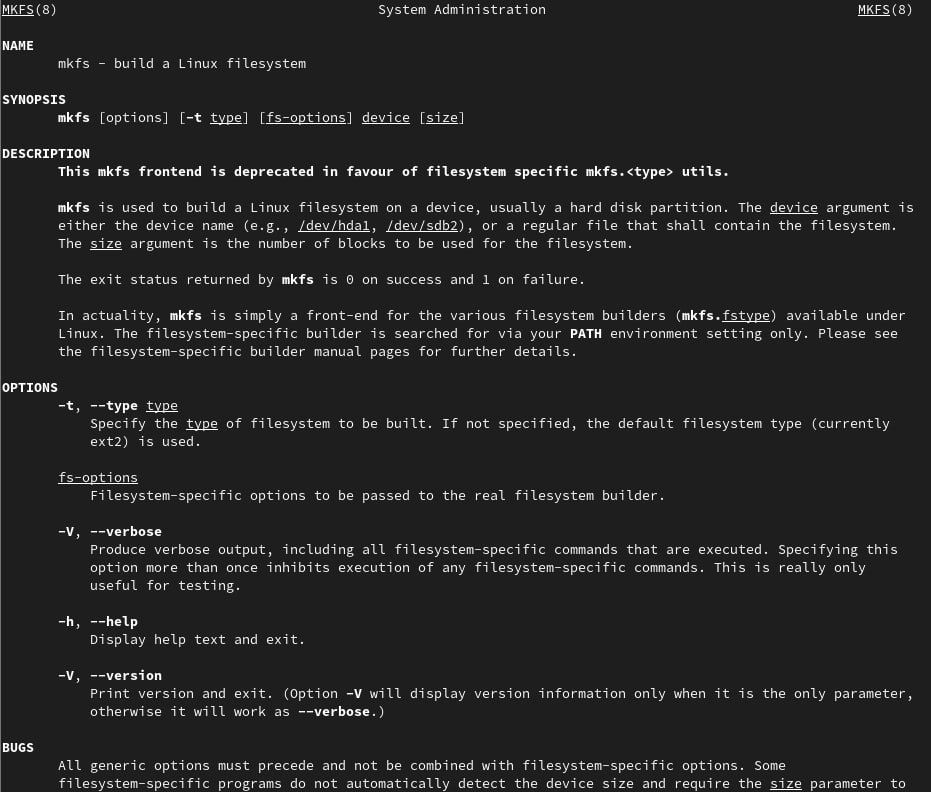 MKFS(8) System Administration MKFS(8)
NAME
mkfs - build a Linux filesystem
SYNOPSIS
mkfs [options] [-t type] [fs-options] device [size]
DESCRIPTION
This mkfs frontend is deprecated in favour of filesystem specific mkfs.<type> utils.
mkfs is used to build a Linux filesystem on a device, usually a hard disk partition. The device argument is
either the device name (e.g., /dev/hda1, /dev/sdb2), or a regular file that shall contain the filesystem.
The size argument is the number of blocks to be used for the filesystem.
The exit status returned by mkfs is 0 on success and 1 on failure.
In actuality, mkfs is simply a front-end for the various filesystem builders (mkfs.fstype) available under
Linux. The filesystem-specific builder is searched for via your PATH environment setting only. Please see
the filesystem-specific builder manual pages for further details.
OPTIONS
-t, --type type
Specify the type of filesystem to be built. If not specified, the default filesystem type (currently
ext2) is used.
fs-options
Filesystem-specific options to be passed to the real filesystem builder.
-V, --verbose
Produce verbose output, including all filesystem-specific commands that are executed. Specifying this
option more than once inhibits execution of any filesystem-specific commands. This is really only
useful for testing.
-h, --help
Display help text and exit.
-V, --version
Print version and exit. (Option -V will display version information only when it is the only parameter,
otherwise it will work as --verbose.)
BUGS
All generic options must precede and not be combined with filesystem-specific options. Some
filesystem-specific programs do not automatically detect the device size and require the size parameter to